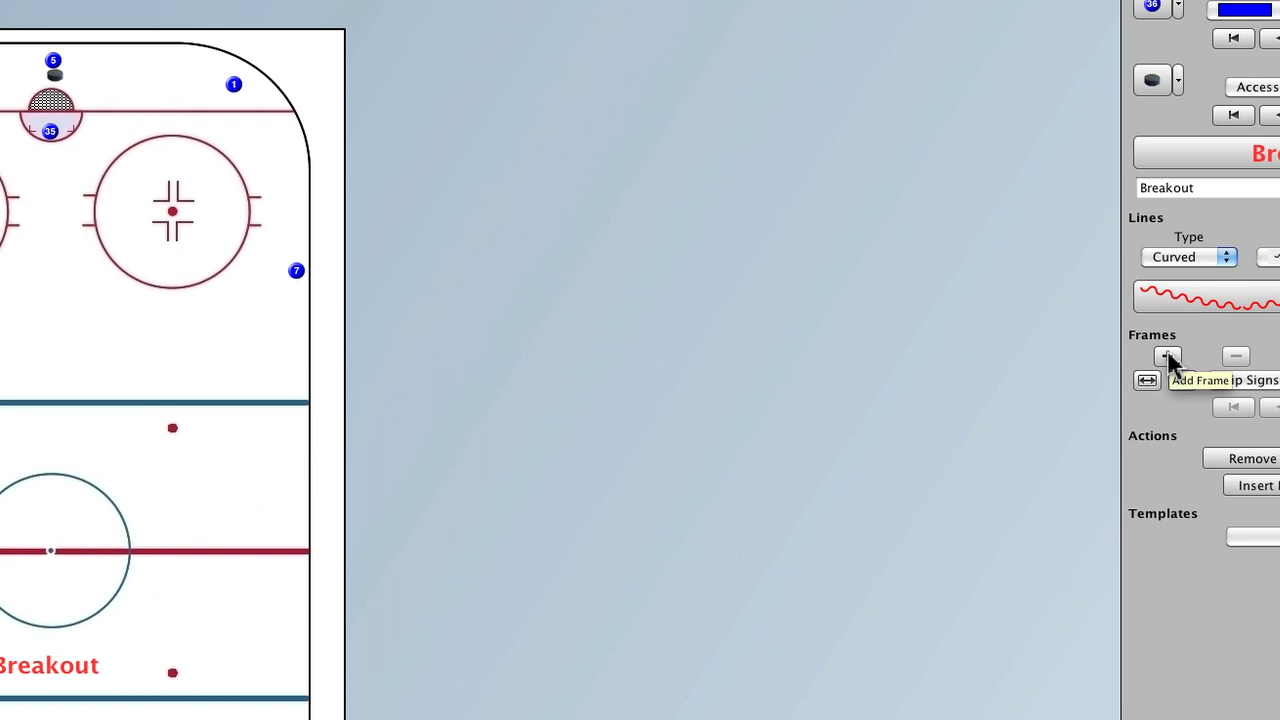 36
5
1
35
7
Breakout
Access
Br
Breakout
Lines
Type
Curved
Frames
Add Frame
ip Signs
Actions
Remove
Insert
Templates